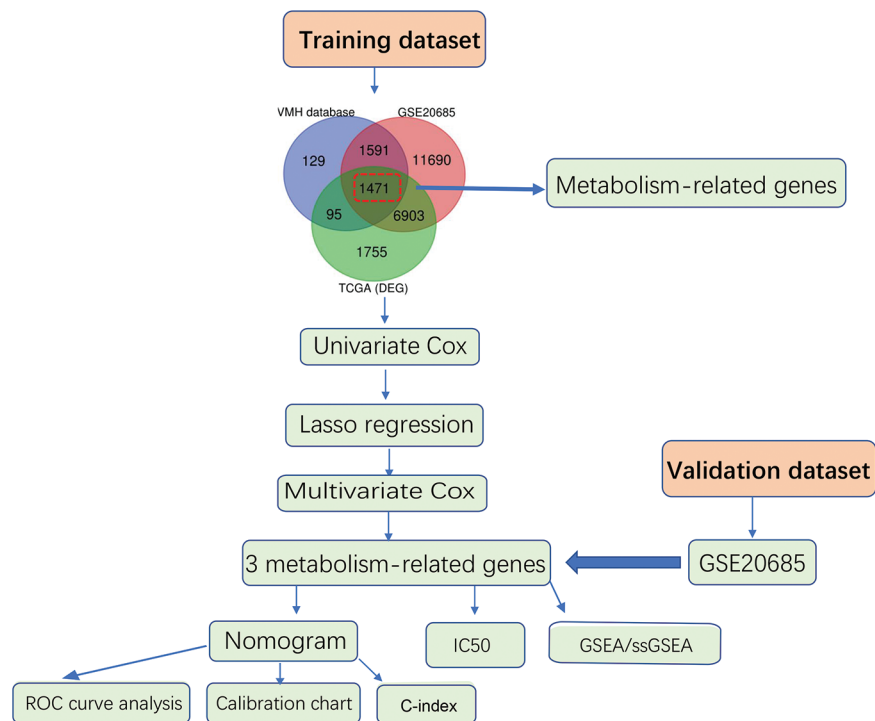 Training dataset
VMH database
GSE20685
129
1591
11690
1471
95
6903
1755
TCGA (DEG)
Metabolism-related genes
Univariate Cox
Lasso regression
Multivariate Cox
Validation dataset
3 metabolism-related genes
GSE20685
Nomogram
IC50
GSEA/ssGSEA
ROC curve analysis
Calibration chart
C-index